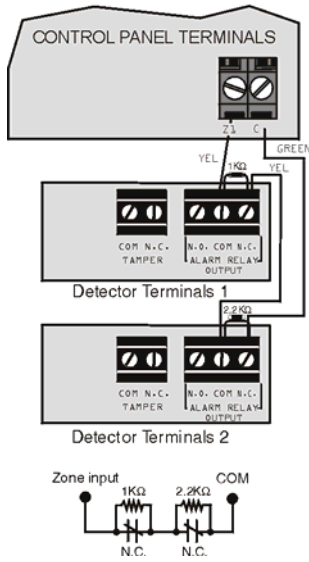 CONTROL PANEL TERMINALS
Z1 C
GREEN
YEL 1KΩ YEL
COM N.C. N.O. COM N.C.
TAMPER ALARM RELAY
OUTPUT
Detector Terminals 1
2,2KΩ
COM N.C. N.O. COM N.C.
TAMPER ALARM RELAY
OUTPUT
Detector Terminals 2
Zone input COM
1KΩ 2.2KΩ
N.C. N.C.